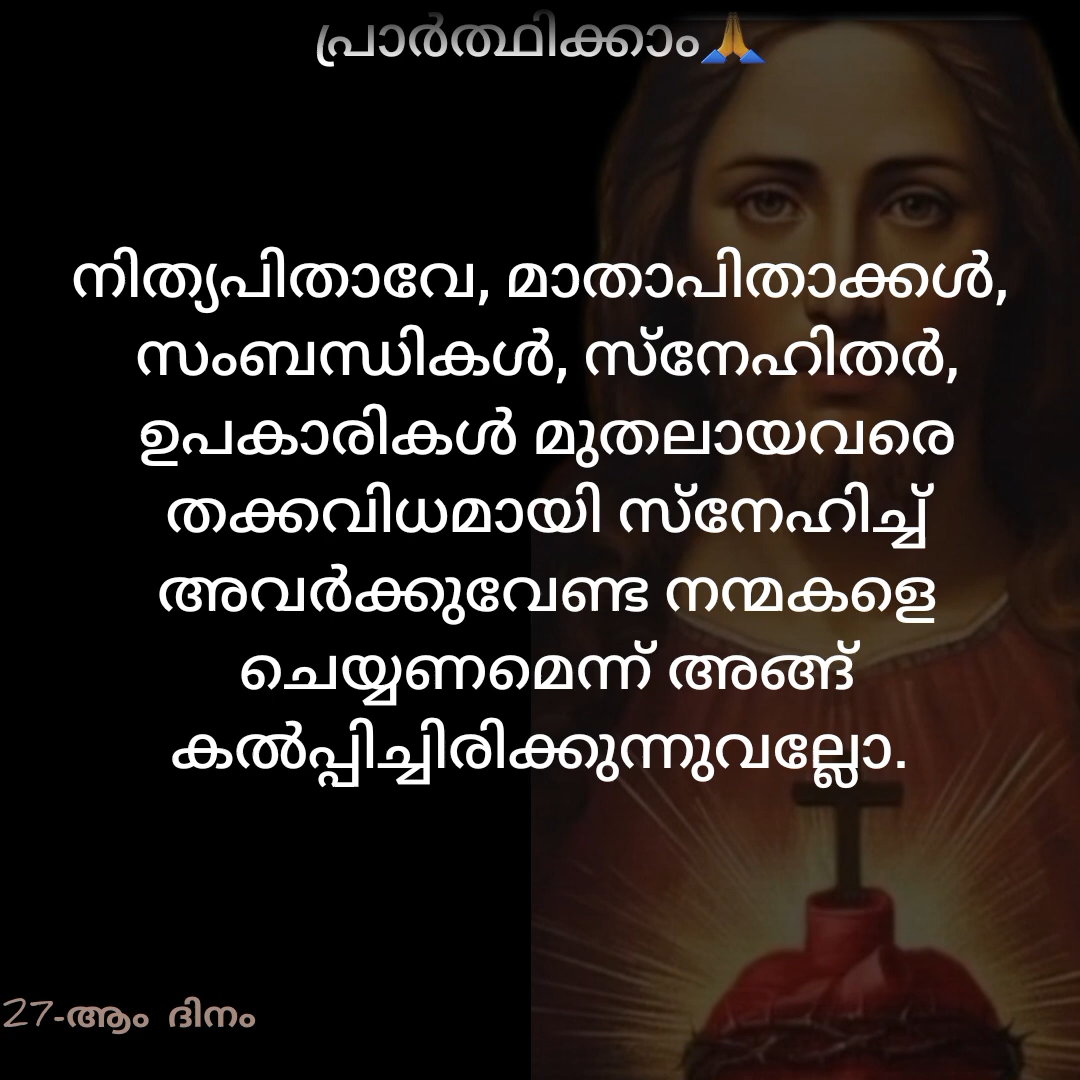 പ്രാർത്ഥിക്കാം🙏
നിത്യപിതാവേ, മാതാപിതാക്കൾ,
സംബന്ധികൾ, സ്നേഹിതർ,
ഉപകാരികൾ മുതലായവരെ
തക്കവിധമായി സ്നേഹിച്ച്
അവർക്കുവേണ്ട നന്മകളെ
ചെയ്യണമെന്ന് അങ്ങ്
കൽപ്പിച്ചിരിക്കുന്നുവല്ലോ.
27-ആം ദിനം